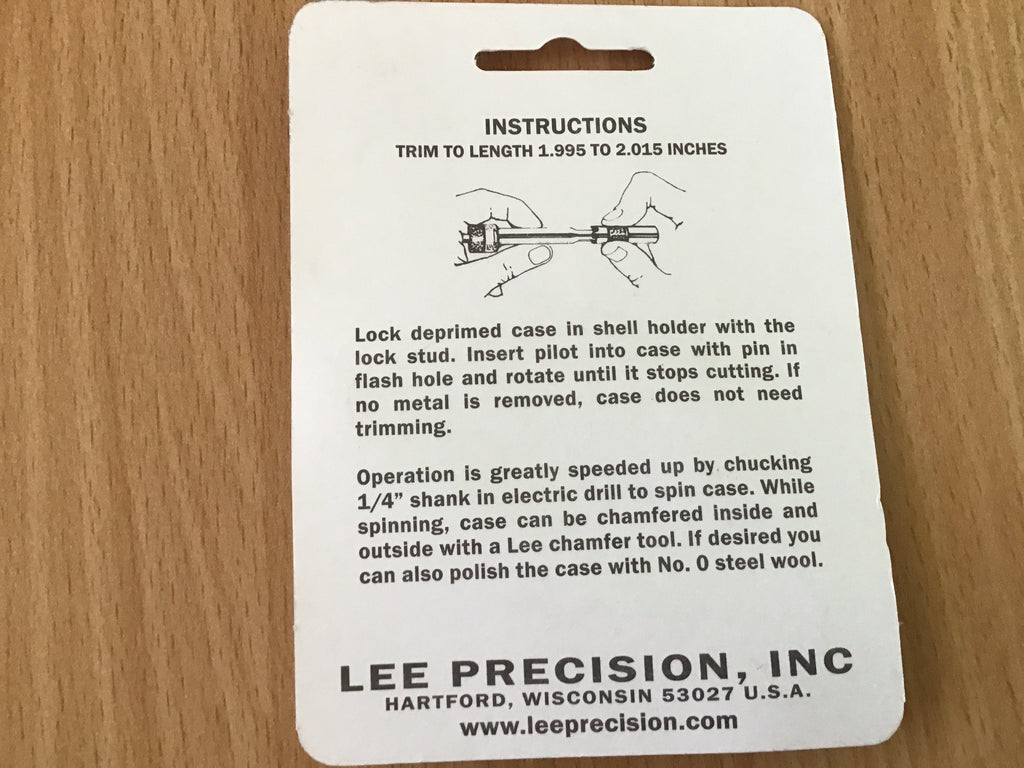 INSTRUCTIONS
TRIM TO LENGTH 1.995 TO 2.015 INCHES
Lock deprimed case in shell holder with the
lock stud. Insert pilot into case with pin in
flash hole and rotate until it stops cutting. If
no metal is removed, case does not need
trimming.
Operation is greatly speeded up by chucking
1/4” shank in electric drill to spin case. While
spinning, case can be chamfered inside and
outside with a Lee chamfer tool. If desired you
can also polish the case with No. 0 steel wool.
LEE PRECISION, INC
HARTFORD, WISCONSIN 53027 U.S.A.
www.leeprecision.com